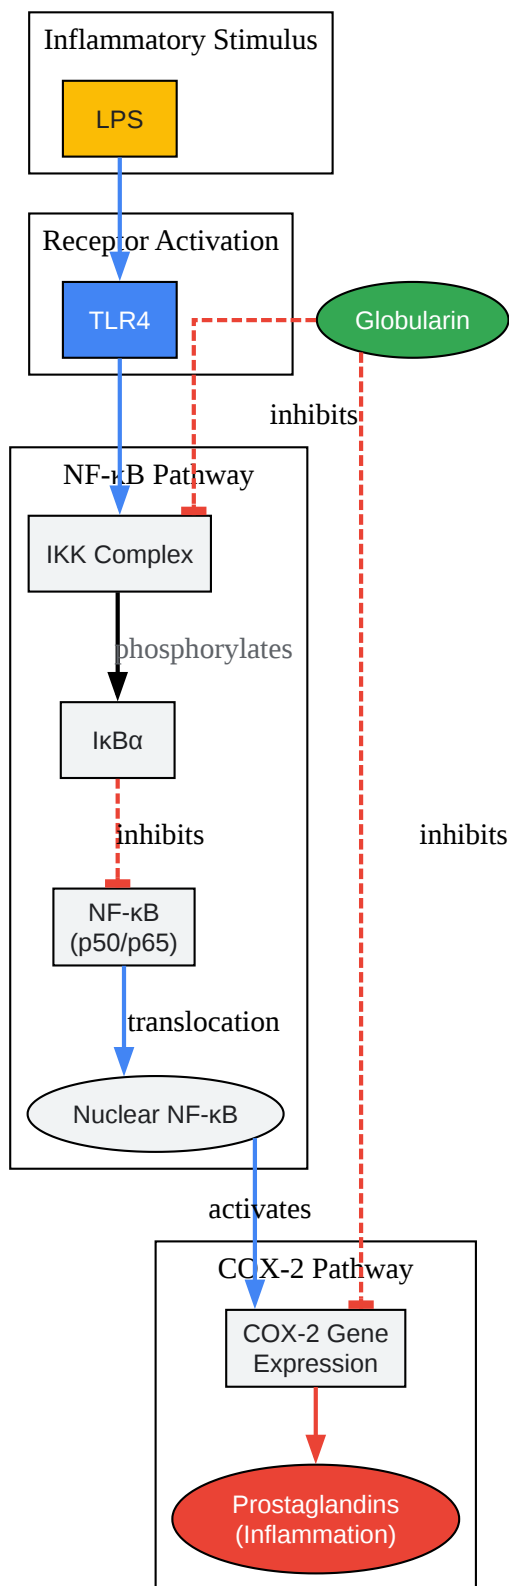 Inflammatory Stimulus
LPS
Receptor Activation
TLR4
Globularin
inhibits
NF-κB Pathway
IKK Complex
phosphorylates
IκBα
inhibits
inhibits
NF-κB
(p50/p65)
translocation
Nuclear NF-κB
activates
COX-2 Pathway
COX-2 Gene
Expression
Prostaglandins
(Inflammation)